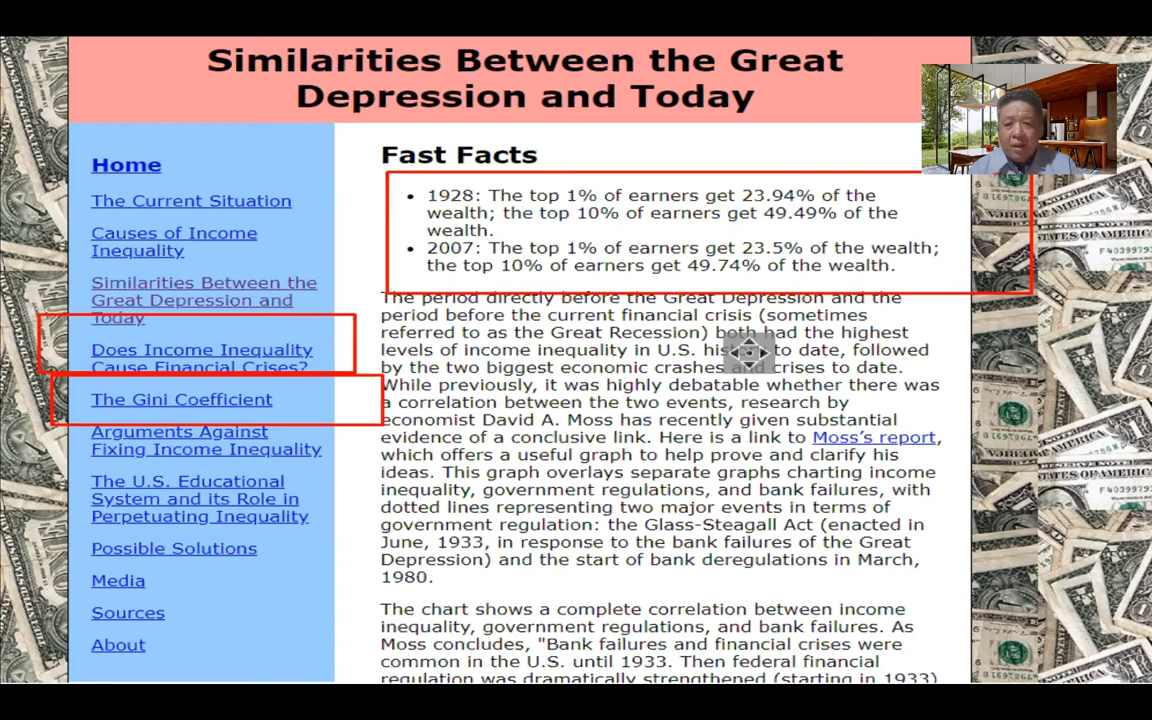 Similarities Between the Great
Depression and Today
Home
The Current Situation
Causes of Income
Inequality
Similarities Between the
Great Depression and
Today
Does Income Inequality
Cause Financial Crises?
The Gini Coefficient
Arguments Against
Fixing Income Inequality
The U.S. Educational
System and its Role in
Perpetuating Inequality
Possible Solutions
Media
Sources
About
Fast Facts
1928: The top 1% of earners get 23.94% of the
wealth; the top 10% of earners get 49.49% of the
wealth.
2007: The top 1% of earners get 23.5% of the wealth;
the top 10% of earners get 49.74% of the wealth.
The period directly before the Great Depression and the
period before the current financial crisis (sometimes
referred to as the Great Recession) both had the highest
levels of income inequality in U.S. to date, followed
by the two biggest economic crashes and crises to date.
While previously, it was highly debatable whether there was
a correlation between the two events, research by
economist David A. Moss has recently given substantial
evidence of a conclusive link. Here is a link to Moss's report,
which offers a useful graph to help prove and clarify his
ideas. This graph overlays separate graphs charting income
inequality, government regulations, and bank failures, with
dotted lines representing two major events in terms of
government regulation: the Glass-Steagall Act (enacted in
June, 1933, in response to the bank failures of the Great
Depression) and the start of bank deregulations in March,
1980.
The chart shows a complete correlation between income
inequality, government regulations, and bank failures. As
Moss concludes, "Bank failures and financial crises were
common in the U.S. until 1933. Then federal financial
regulation was dramatically strengthened (starting in 1933)